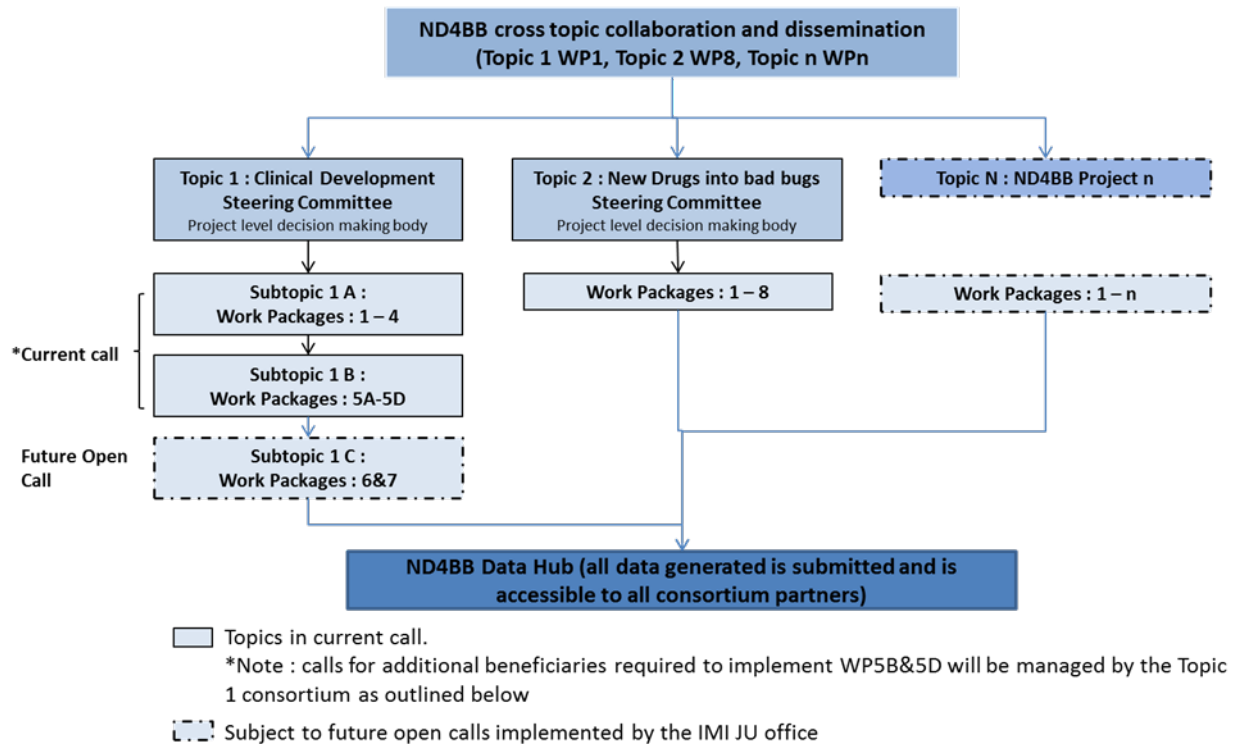 ND4BB cross topic collaboration and dissemination
(Topic 1 WP1, Topic 2 WP8, Topic n WPn)
Topic 1 : Clinical Development
Steering Committee
Project level decision making body
Topic 2 : New Drugs into bad bugs
Steering Committee
Project level decision making body
Topic N : ND4BB Project n
*Current call
Subtopic 1 A :
Work Packages : 1 – 4
Work Packages : 1 – 8
Work Packages : 1 – n
Subtopic 1 B :
Work Packages : 5A-5D
Future Open
Call
Subtopic 1 C :
Work Packages : 6&7
ND4BB Data Hub (all data generated is submitted and is
accessible to all consortium partners)
Topics in current call.
*Note : calls for additional beneficiaries required to implement WP5B&5D will be managed by the Topic
1 consortium as outlined below
Subject to future open calls implemented by the IMI JU office